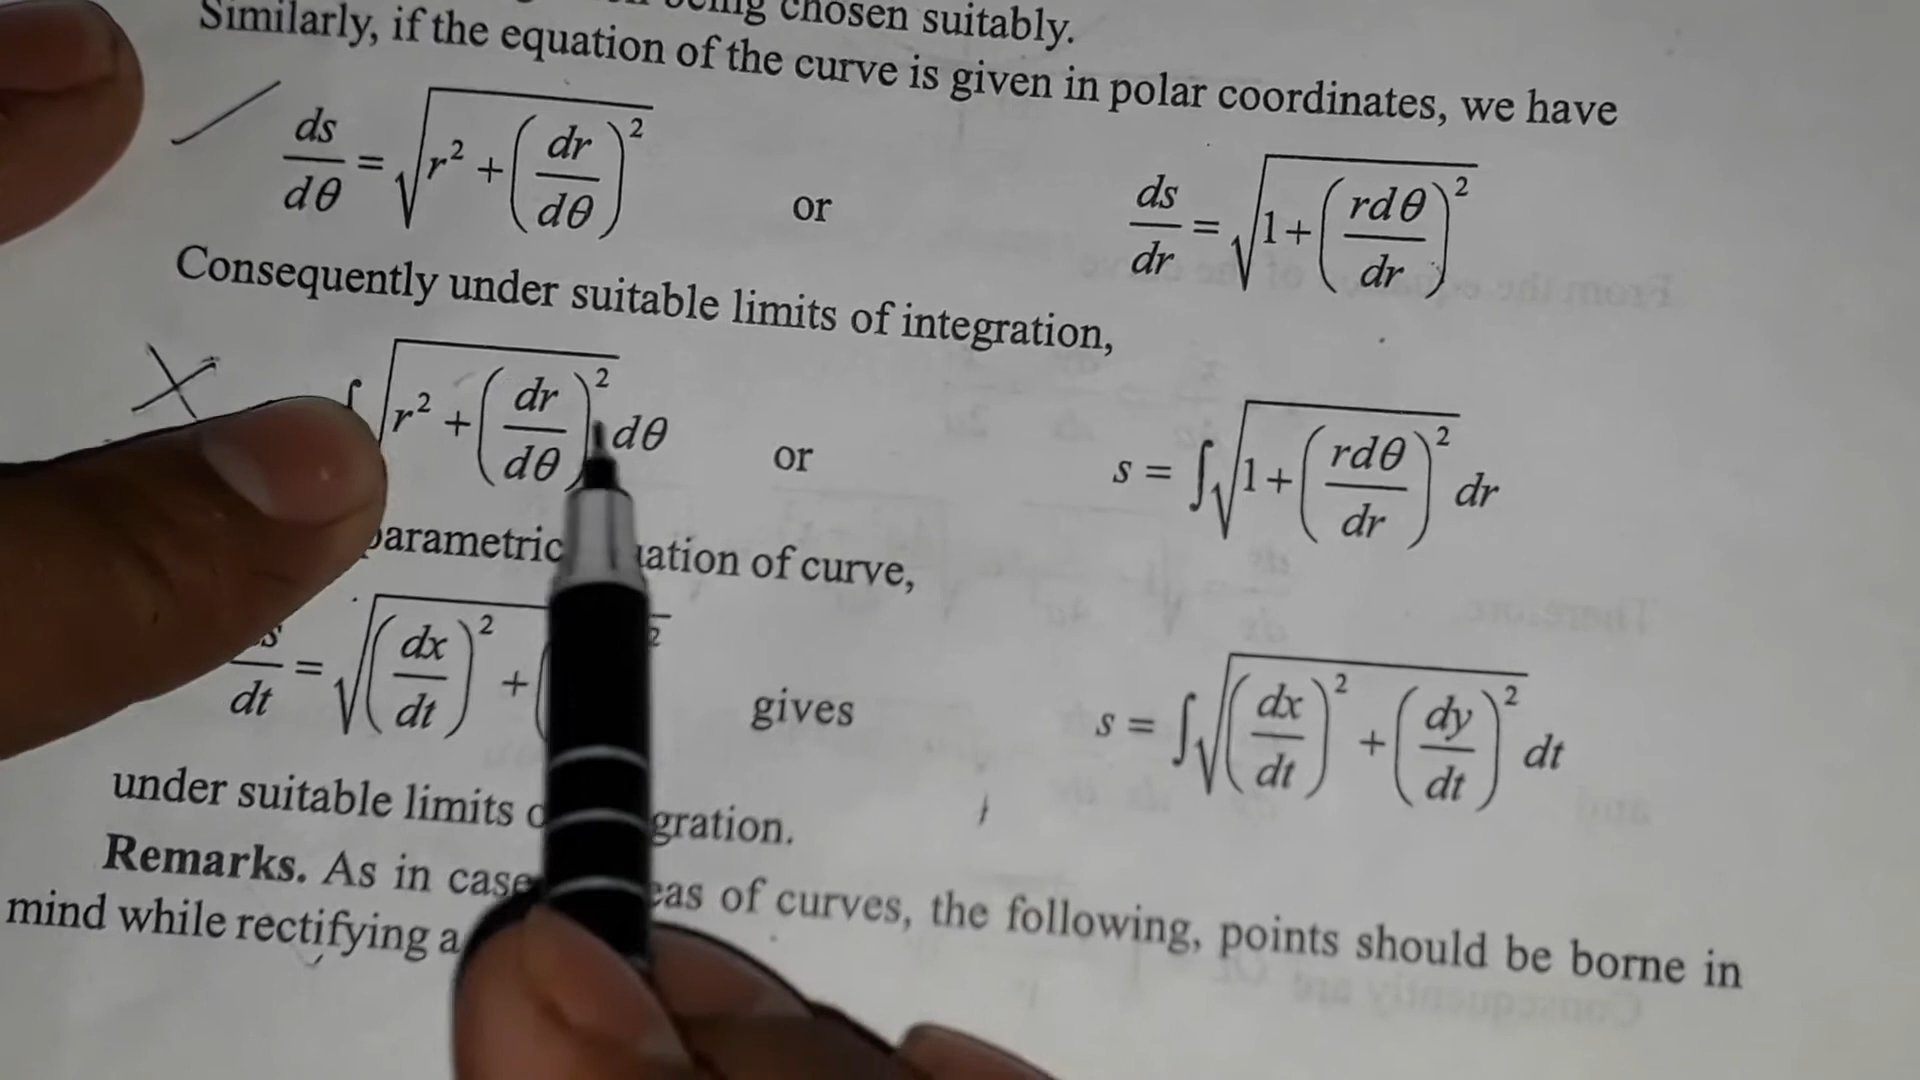 being chosen suitably.
Similarly, if the equation of the curve is given in polar coordinates, we have
ds/dθ = √(r² + (dr/dθ)²) or ds/dr = √(1 + (rdθ/dr)²)
Consequently under suitable limits of integration,
∫ √(r² + (dr/dθ)²) dθ or s = ∫√(1 + (rdθ/dr)²) dr
of curve,
dt = √((dx/dt)² + gives s = ∫√((dx/dt)² + (dy/dt)²) dt
under suitable limits
Remarks. As in case of curves, the following, points should be borne in
mind while rectifying a